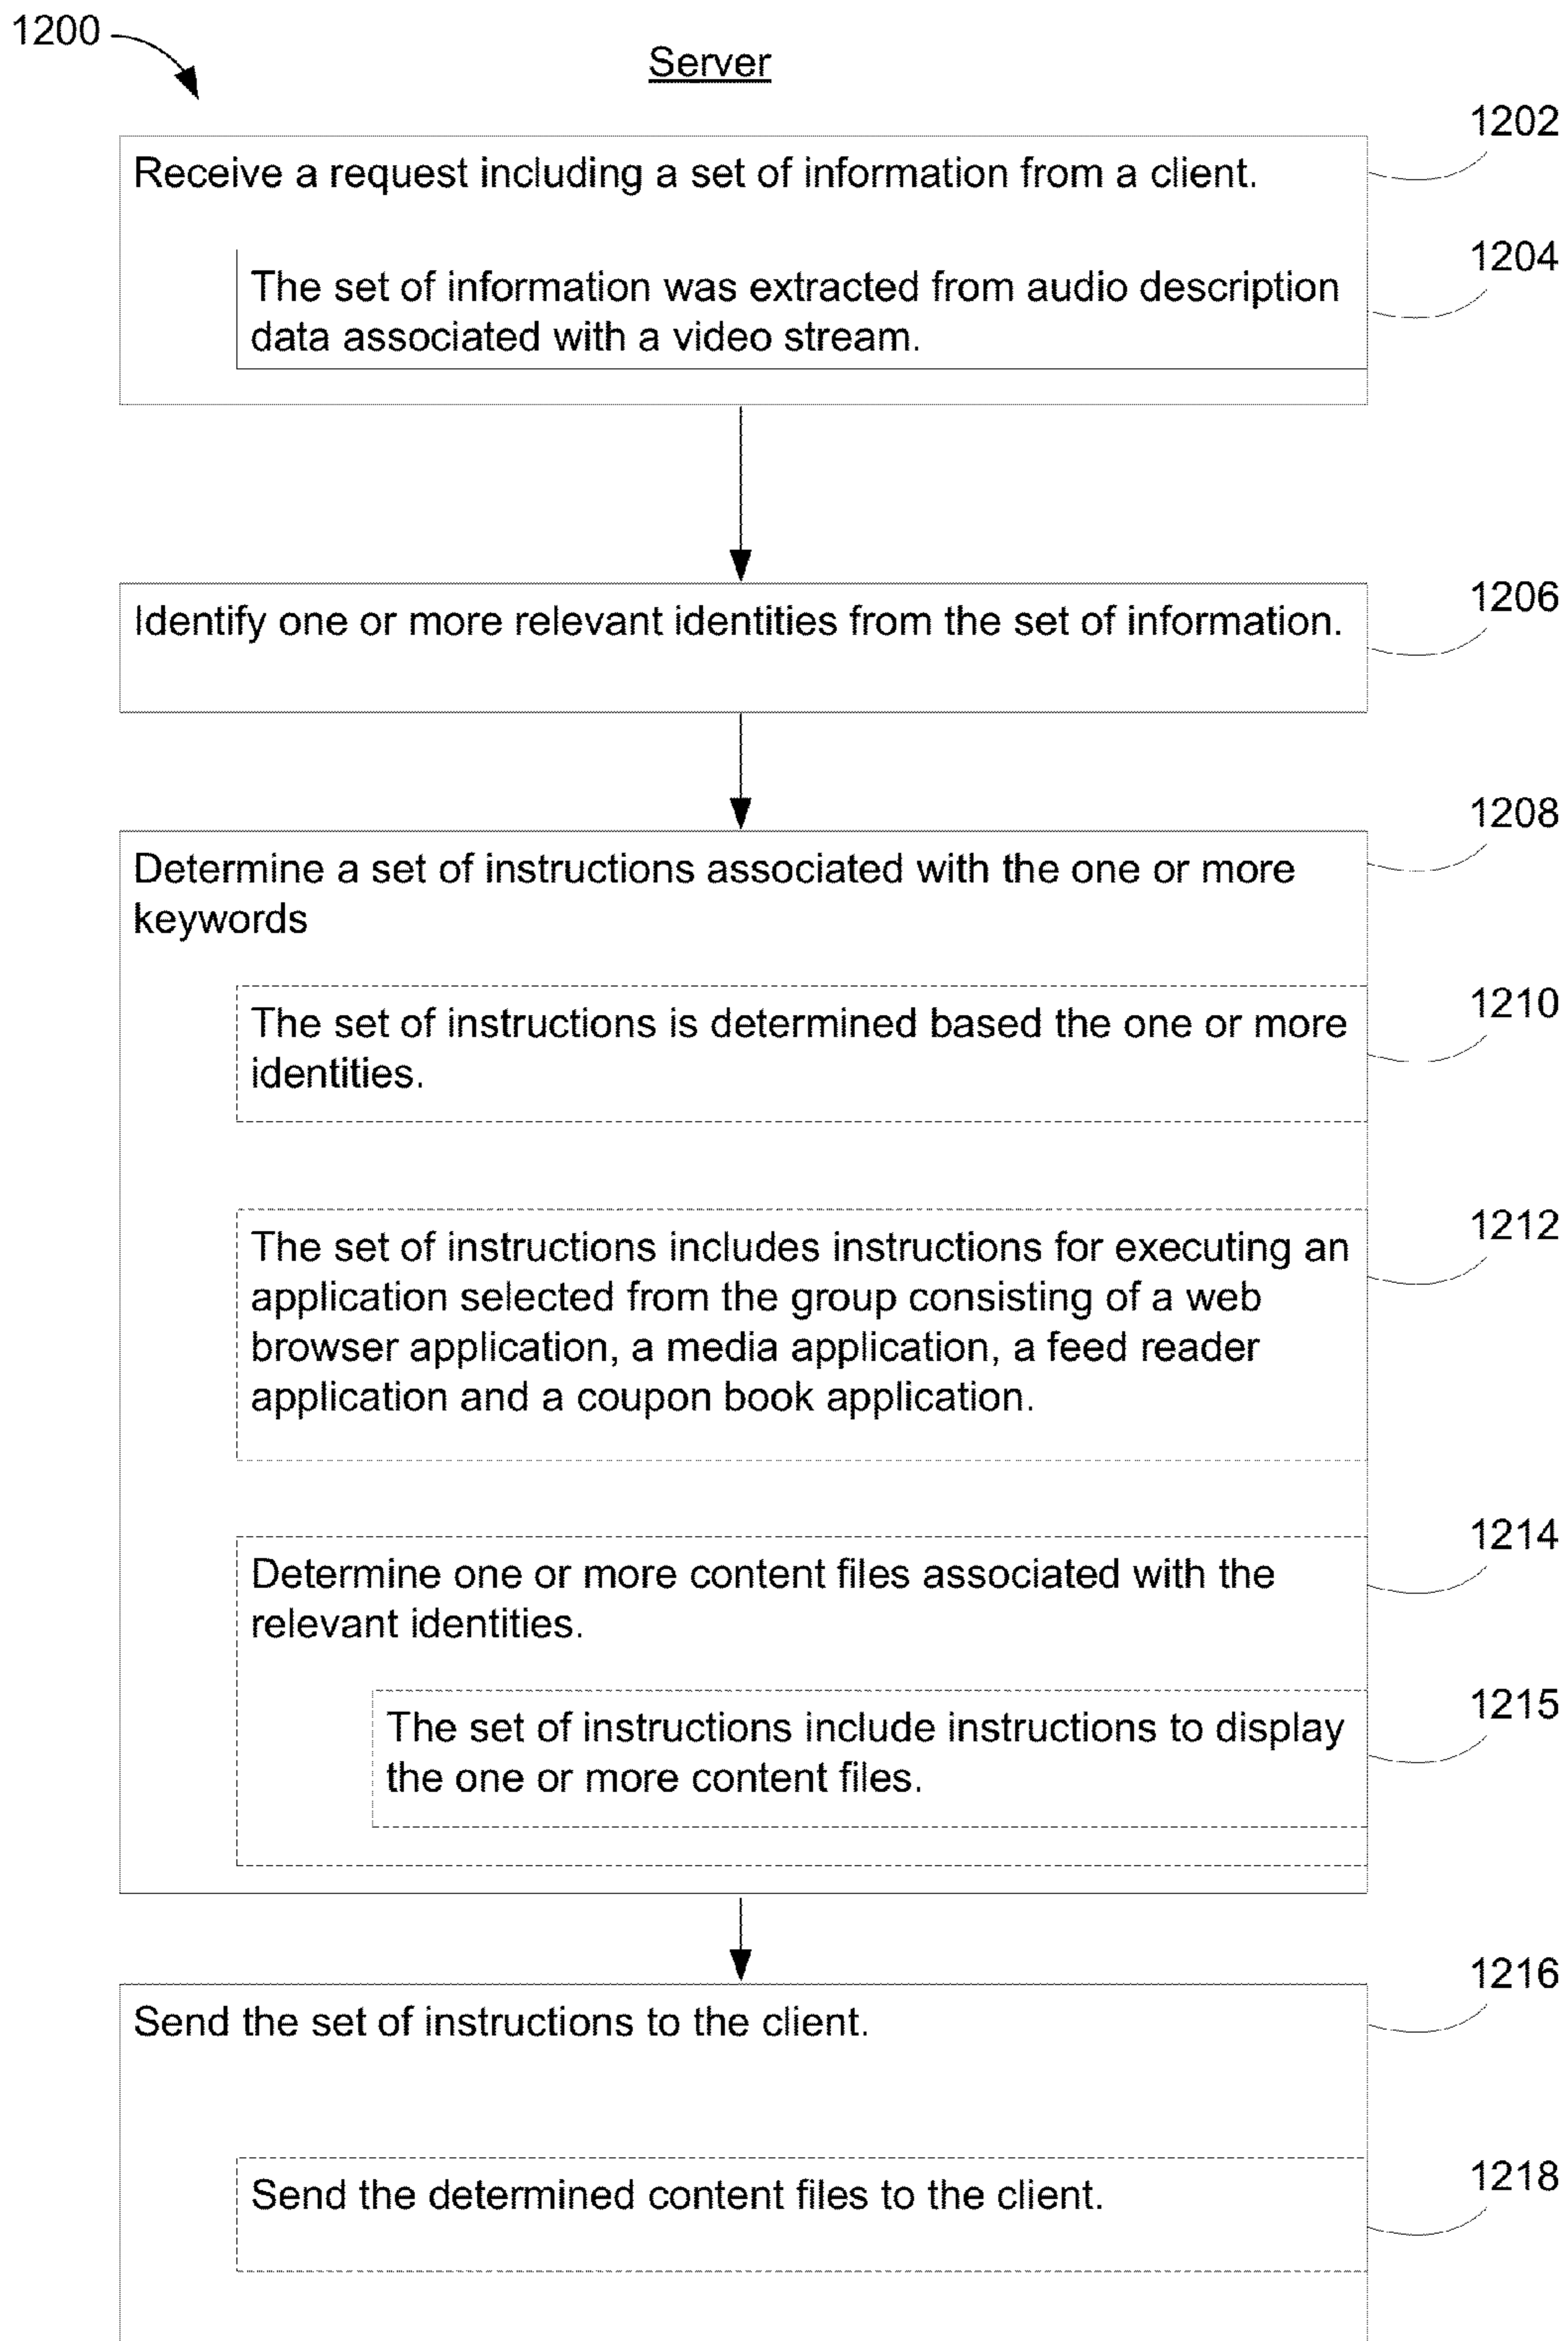 1200
Server
1202
Receive a request including a set of information from a client.
1204
The set of information was extracted from audio description
data associated with a video stream.
1206
Identify one or more relevant identities from the set of information.
1208
Determine a set of instructions associated with the one or more
keywords
1210
The set of instructions is determined based the one or more
identities.
1212
The set of instructions includes instructions for executing an
application selected from the group consisting of a web
browser application, a media application, a feed reader
application and a coupon book application.
1214
Determine one or more content files associated with the
relevant identities.
1215
The set of instructions include instructions to display
the one or more content files.
1216
Send the set of instructions to the client.
1218
Send the determined content files to the client.